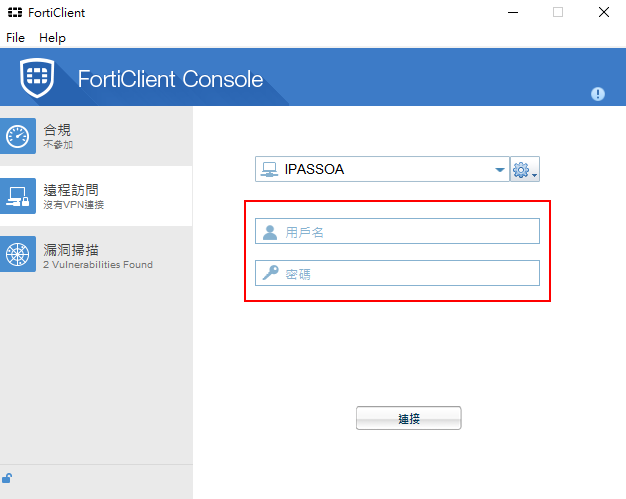 FortiClient
File Help
FortiClient Console
合規
不參加
遠程訪問
沒有VPN連接
漏洞掃描
2 Vulnerabilities Found
IPASSOA
用戶名
密碼
連接